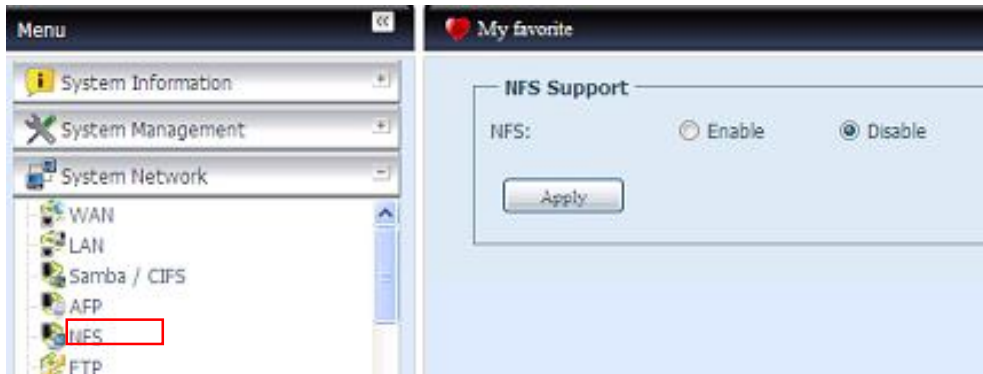 Menu
My favorite
System Information
System Management
System Network
WAN
LAN
Samba / CIFS
AFP
NFS
FTP
NFS Support
NFS:
Enable
Disable
Apply